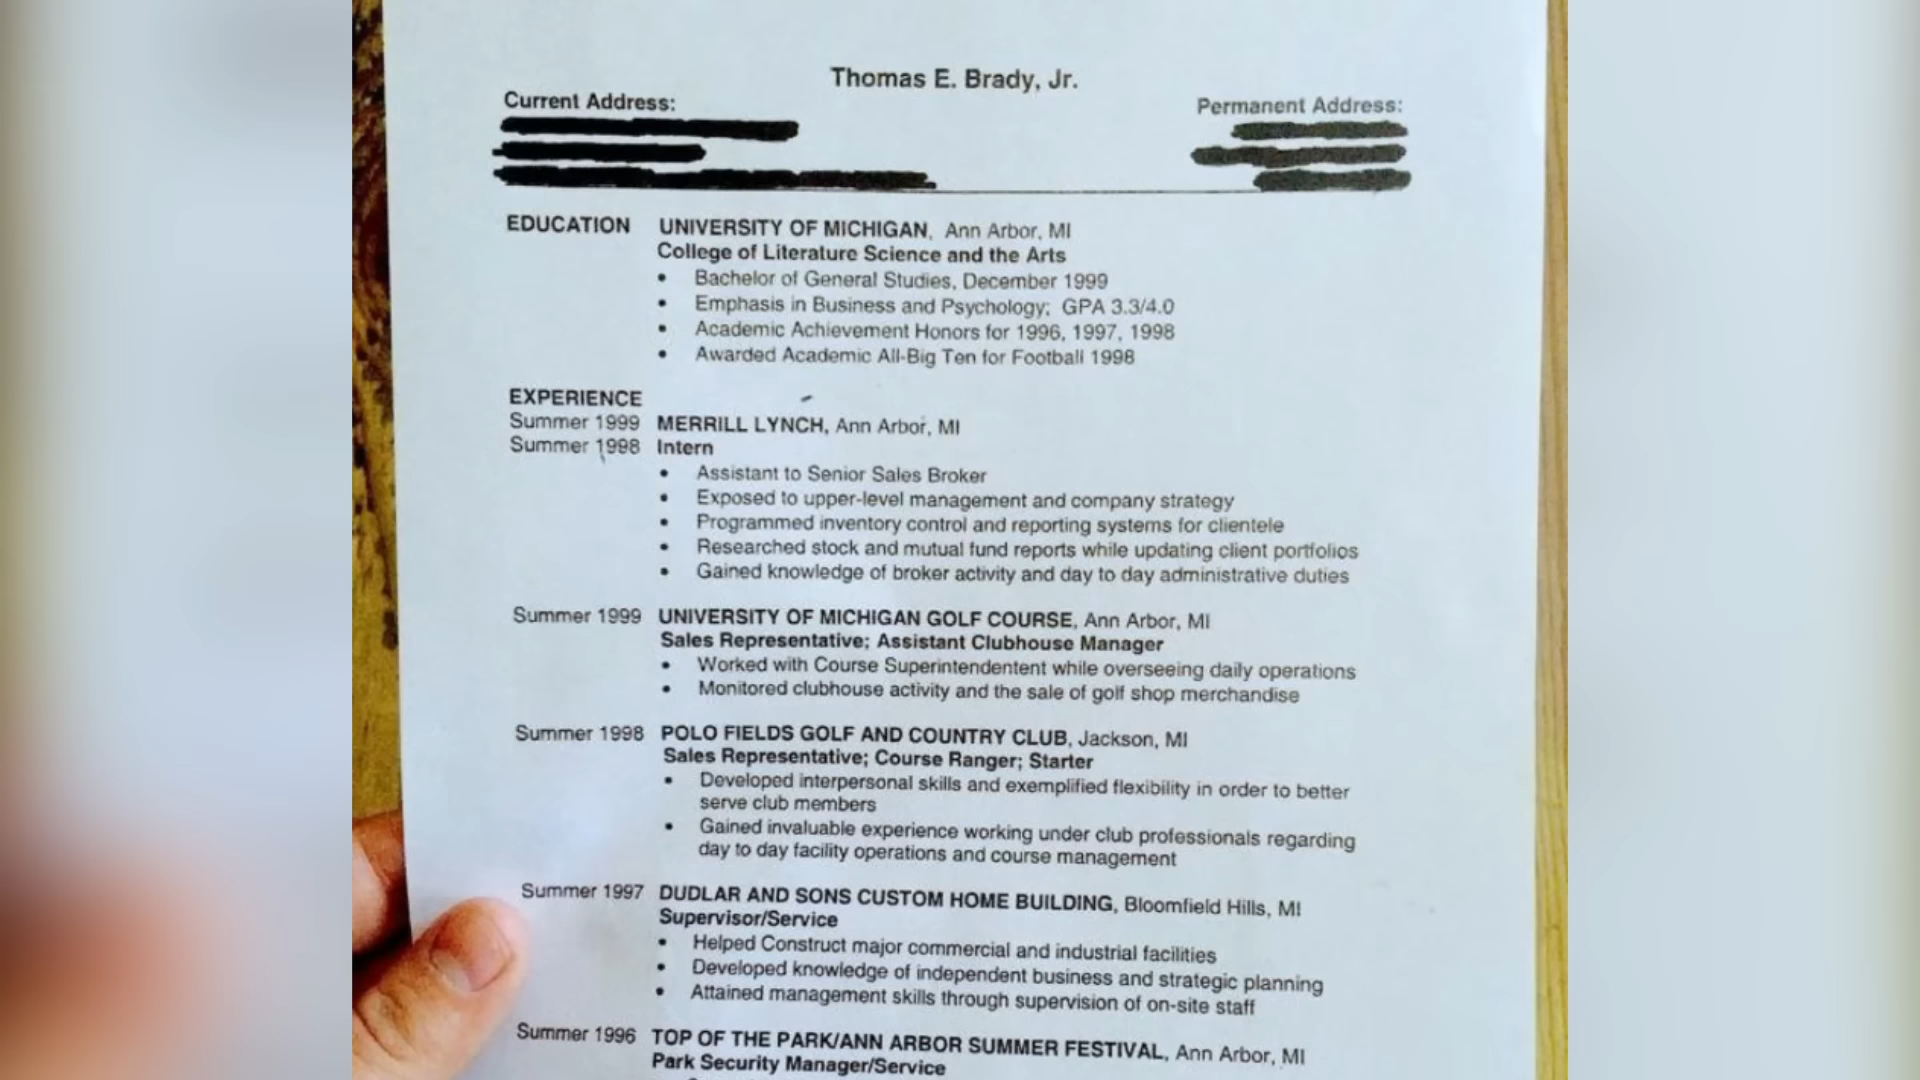 Thomas E. Brady, Jr.
Current Address:
Permanent Address:
EDUCATION UNIVERSITY OF MICHIGAN, Ann Arbor, MI
College of Literature Science and the Arts
• Bachelor of General Studies, December 1999
• Emphasis in Business and Psychology; GPA 3.3/4.0
• Academic Achievement Honors for 1996, 1997, 1998
• Awarded Academic All-Big Ten for Football 1998
EXPERIENCE
Summer 1999 MERRILL LYNCH, Ann Arbor, MI
Summer 1998 Intern
• Assistant to Senior Sales Broker
• Exposed to upper-level management and company strategy
• Programmed inventory control and reporting systems for clientele
• Researched stock and mutual fund reports while updating client portfolios
• Gained knowledge of broker activity and day to day administrative duties
Summer 1999 UNIVERSITY OF MICHIGAN GOLF COURSE, Ann Arbor, MI
Sales Representative; Assistant Clubhouse Manager
• Worked with Course Superintendentent while overseeing daily operations
• Monitored clubhouse activity and the sale of golf shop merchandise
Summer 1998 POLO FIELDS GOLF AND COUNTRY CLUB, Jackson, MI
Sales Representative; Course Ranger; Starter
• Developed interpersonal skills and exemplified flexibility in order to better
serve club members
• Gained invaluable experience working under club professionals regarding
day to day facility operations and course management
Summer 1997 DUDLAR AND SONS CUSTOM HOME BUILDING, Bloomfield Hills, MI
Supervisor/Service
• Helped Construct major commercial and industrial facilities
• Developed knowledge of independent business and strategic planning
• Attained management skills through supervision of on-site staff
Summer 1996 TOP OF THE PARK/ANN ARBOR SUMMER FESTIVAL, Ann Arbor, MI
Park Security Manager/Service